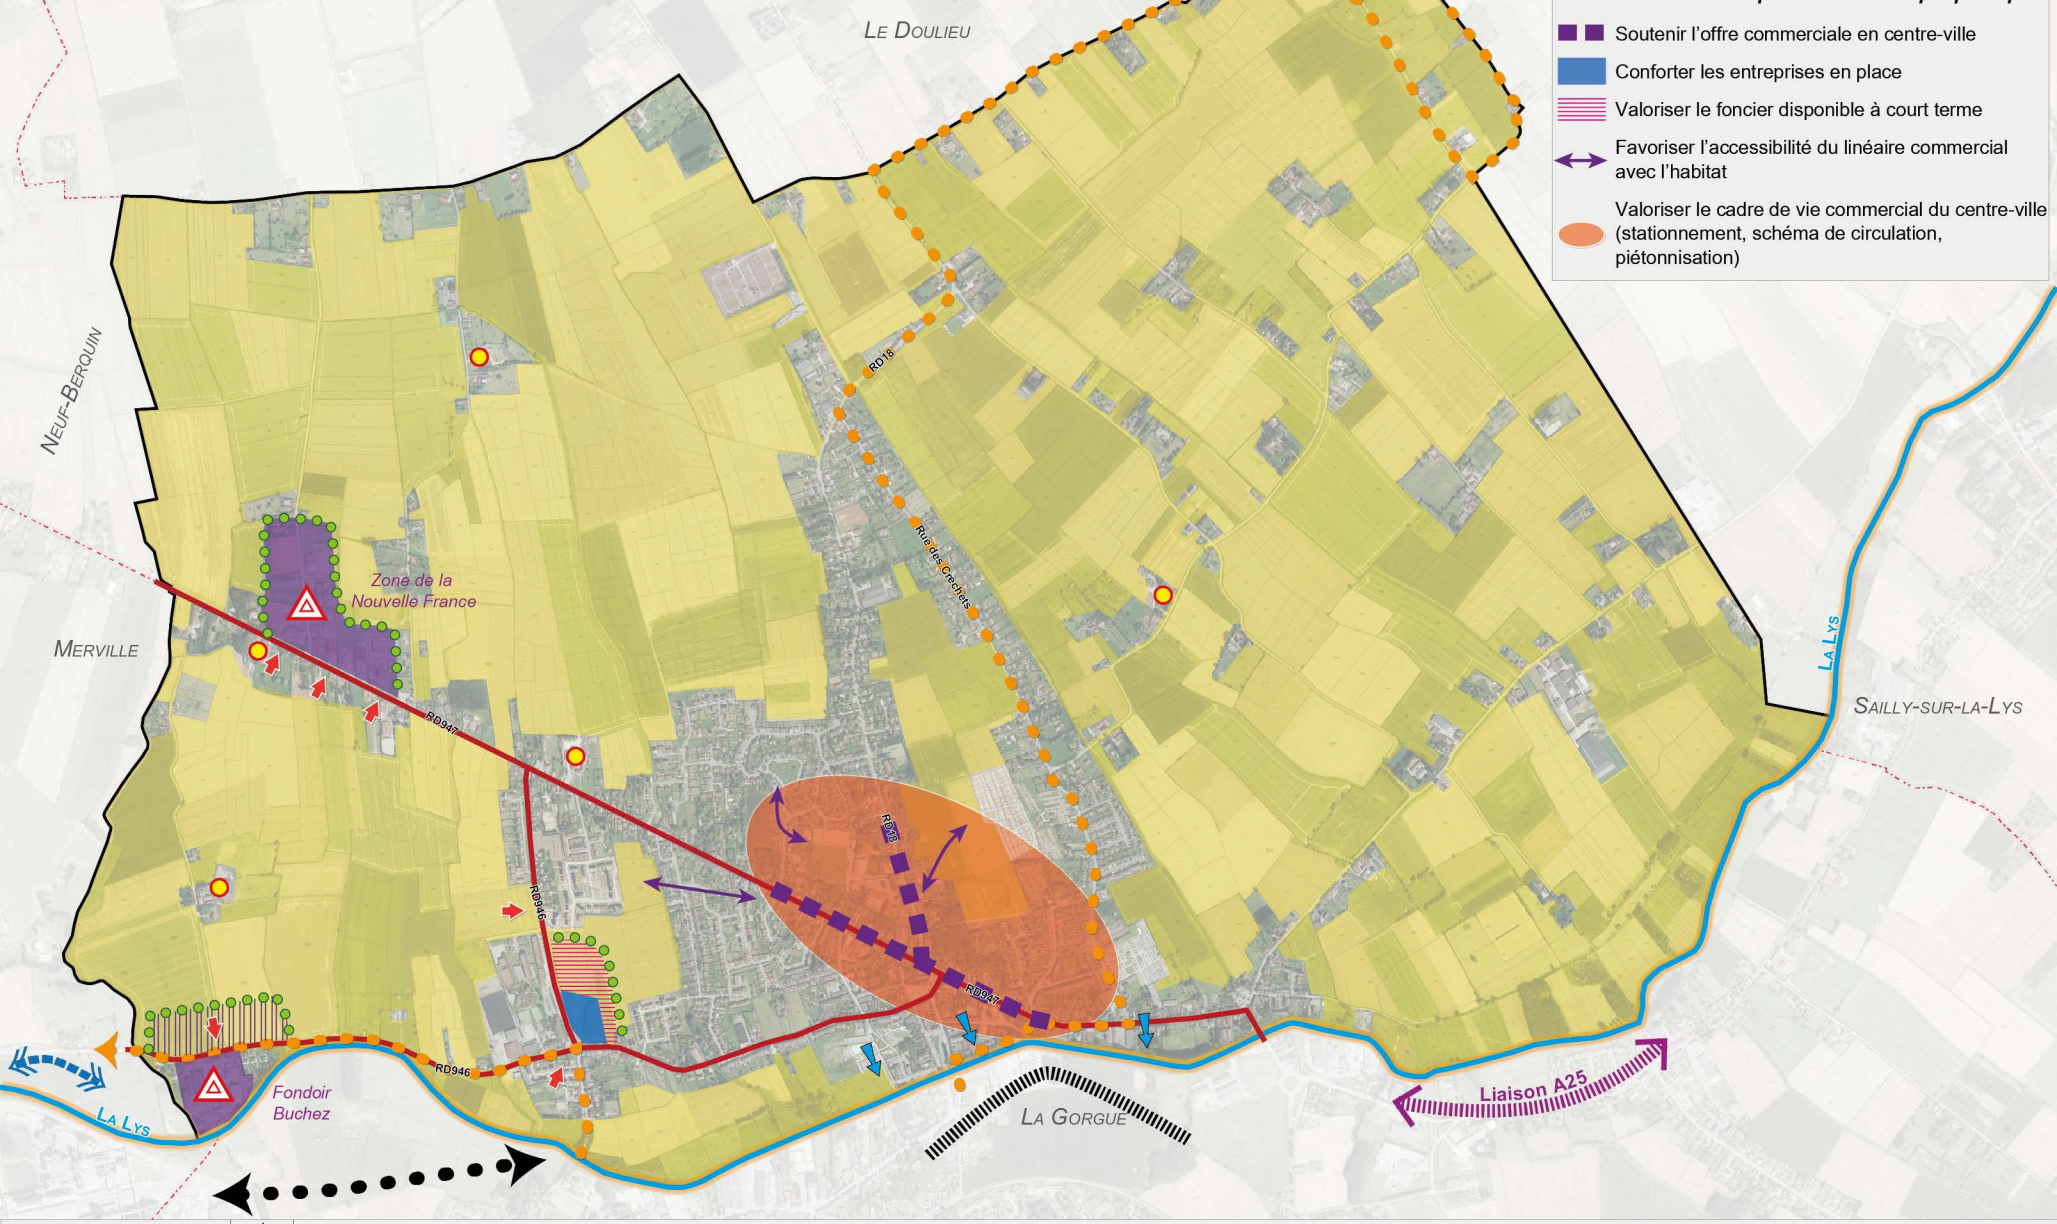 LE DOULIEU
Soutenir l'offre commerciale en centre-ville
Conforter les entreprises en place
Valoriser le foncier disponible à court terme
Favoriser l'accessibilité du linéaire commercial
avec l'habitat
Valoriser le cadre de vie commercial du centre-ville
(stationnement, schéma de circulation,
piétonnisation)
NEUF-BERQUIN
RD18
Rue des Créchets
Zone de la
Nouvelle France
MERVILLE
LA LYS
SAILLY-SUR-LA-LYS
RD947
RD18
RD946
RD947
RD946
Fondoir
Buchez
LA LYS
Liaison A25
LA GORGUE